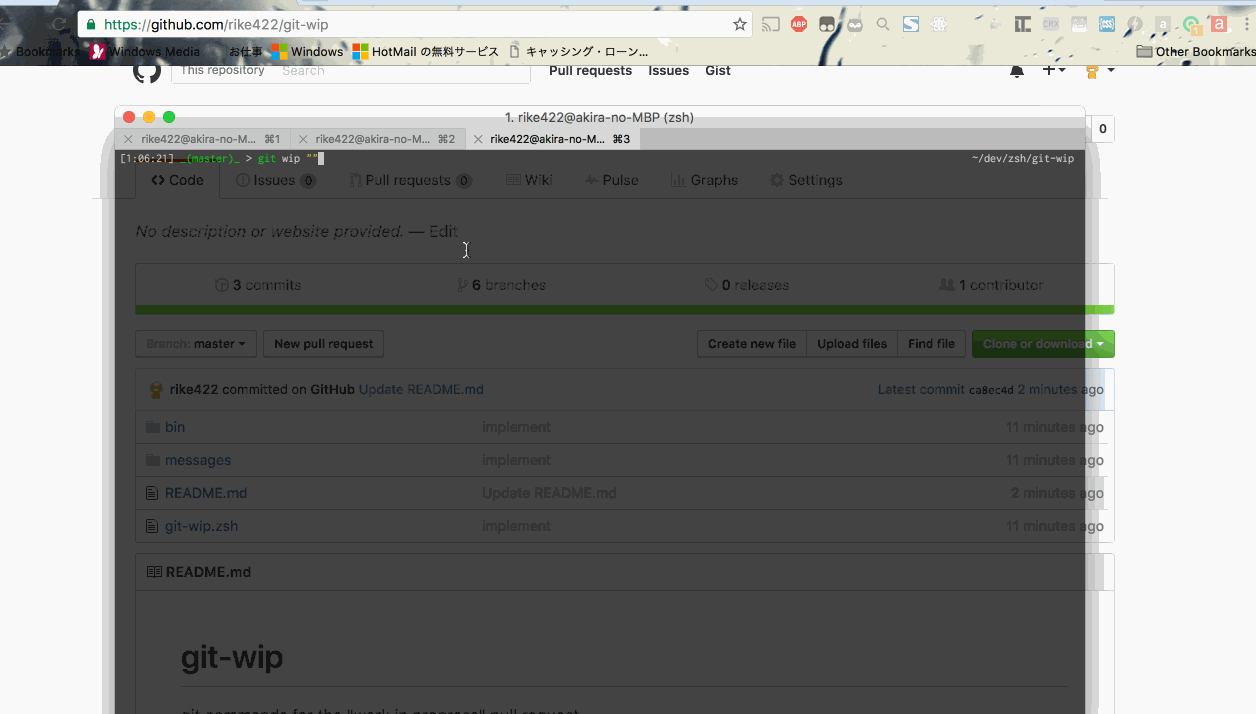 https://github.com/rike422/git-wip
Bookmarks Windows Media お仕事 Windows HotMail の無料サービス キャッシング・ローン... Other Bookmarks
This repository Search Pull requests Issues Gist
1. rike422@akira-no-MBP (zsh)
rike422@akira-no-M... ⌘1 rike422@akira-no-M... ⌘2 rike422@akira-no-M... ⌘3 0
[1:06:21] _(master)_ > git wip "" ~/dev/zsh/git-wip
Code Issues 0 Pull requests 0 Wiki Pulse Graphs Settings
No description or website provided. — Edit
3 commits 6 branches 0 releases 1 contributor
Branch: master New pull request Create new file Upload files Find file Clone or download
rike422 committed on GitHub Update README.md Latest commit ca8ec4d 2 minutes ago
bin implement 11 minutes ago
messages implement 11 minutes ago
README.md Update README.md 2 minutes ago
git-wip.zsh implement 11 minutes ago
README.md
git-wip
git commands for the "work in progress" pull request